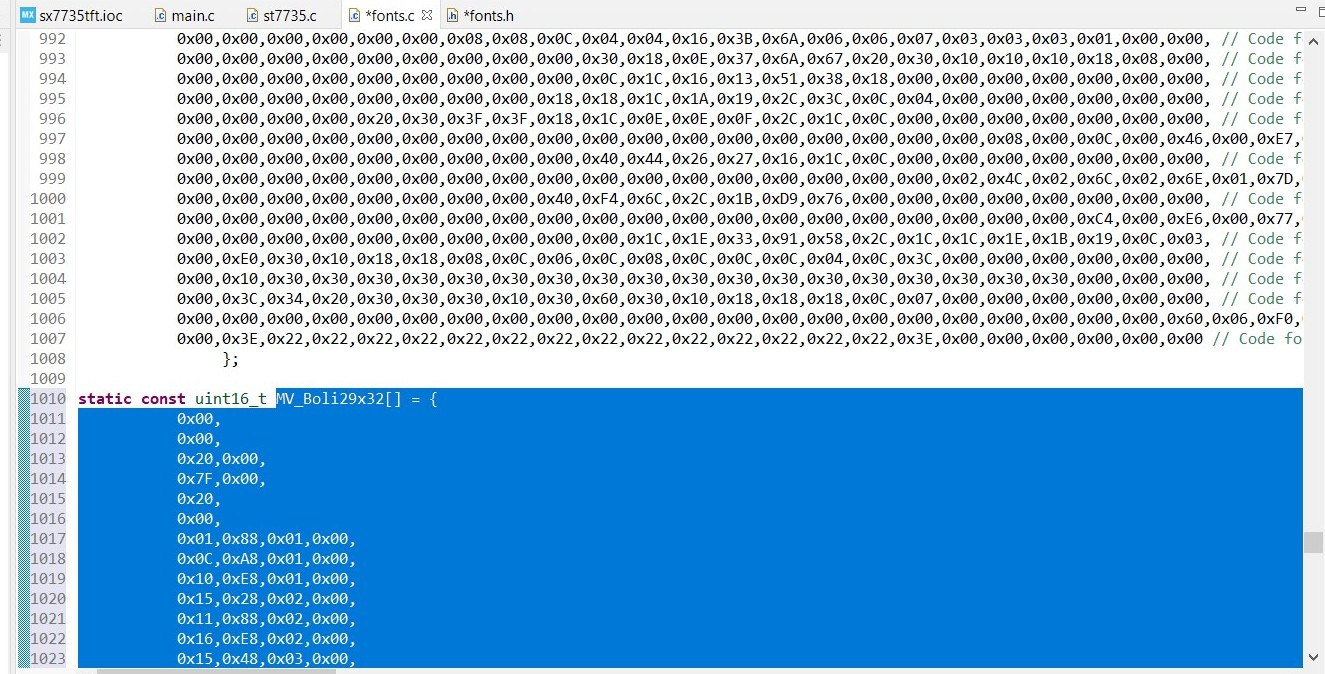 sx7735tft.ioc main.c st7735.c *fonts.c *fonts.h
992 0x00,0x00,0x00,0x00,0x00,0x00,0x08,0x08,0x0C,0x04,0x04,0x16,0x3B,0x6A,0x06,0x06,0x07,0x03,0x03,0x03,0x01,0x00,0x00, // Code f
993 0x00,0x00,0x00,0x00,0x00,0x00,0x00,0x00,0x30,0x18,0x0E,0x37,0x6A,0x67,0x20,0x30,0x10,0x10,0x10,0x18,0x08,0x00, // Code f
994 0x00,0x00,0x00,0x00,0x00,0x00,0x00,0x00,0x00,0x0C,0x1C,0x16,0x13,0x51,0x38,0x18,0x00,0x00,0x00,0x00,0x00,0x00, // Code f
995 0x00,0x00,0x00,0x00,0x00,0x00,0x00,0x00,0x18,0x18,0x1C,0x1A,0x19,0x2C,0x3C,0x0C,0x04,0x00,0x00,0x00,0x00,0x00,0x00, // Code f
996 0x00,0x00,0x00,0x00,0x20,0x30,0x3F,0x3F,0x18,0x1C,0x0E,0x0E,0x0F,0x2C,0x1C,0x0C,0x00,0x00,0x00,0x00,0x00,0x00, // Code f
997 0x00,0x00,0x00,0x00,0x00,0x00,0x00,0x00,0x00,0x00,0x00,0x00,0x00,0x00,0x00,0x00,0x00,0x00,0x08,0x00,0x0C,0x00,0x46,0x00,0xE7,
998 0x00,0x00,0x00,0x00,0x00,0x00,0x00,0x00,0x00,0x40,0x44,0x26,0x27,0x16,0x1C,0x0C,0x00,0x00,0x00,0x00,0x00,0x00,0x00, // Code f
999 0x00,0x00,0x00,0x00,0x00,0x00,0x00,0x00,0x00,0x00,0x00,0x00,0x00,0x00,0x00,0x00,0x00,0x02,0x4C,0x02,0x6C,0x02,0x6E,0x01,0x7D,
1000 0x00,0x00,0x00,0x00,0x00,0x00,0x00,0x00,0x00,0x40,0xF4,0x6C,0x2C,0x1B,0xD9,0x76,0x00,0x00,0x00,0x00,0x00,0x00,0x00, // Code f
1001 0x00,0x00,0x00,0x00,0x00,0x00,0x00,0x00,0x00,0x00,0x00,0x00,0x00,0x00,0x00,0x00,0x00,0x00,0x00,0x00,0xC4,0x00,0xE6,0x00,0x77,
1002 0x00,0x00,0x00,0x00,0x00,0x00,0x00,0x00,0x00,0x00,0x1C,0x1E,0x33,0x91,0x58,0x2C,0x1C,0x1C,0x1E,0x1B,0x19,0x0C,0x03, // Code f
1003 0x00,0xE0,0x30,0x10,0x18,0x18,0x08,0x0C,0x06,0x0C,0x08,0x0C,0x0C,0x0C,0x04,0x0C,0x3C,0x00,0x00,0x00,0x00,0x00,0x00, // Code f
1004 0x00,0x10,0x30,0x30,0x30,0x30,0x30,0x30,0x30,0x30,0x30,0x30,0x30,0x30,0x30,0x30,0x30,0x30,0x30,0x30,0x00,0x00,0x00, // Code f
1005 0x00,0x3C,0x34,0x20,0x30,0x30,0x30,0x10,0x30,0x60,0x30,0x10,0x18,0x18,0x18,0x0C,0x07,0x00,0x00,0x00,0x00,0x00,0x00, // Code f
1006 0x00,0x00,0x00,0x00,0x00,0x00,0x00,0x00,0x00,0x00,0x00,0x00,0x00,0x00,0x00,0x00,0x00,0x00,0x00,0x00,0x00,0x60,0x06,0xF0,
1007 0x00,0x3E,0x22,0x22,0x22,0x22,0x22,0x22,0x22,0x22,0x22,0x22,0x22,0x22,0x22,0x22,0x3E,0x00,0x00,0x00,0x00,0x00,0x00 // Code fo
1008 };
1009
1010 static const uint16_t MV_Boli29x32[] = {
1011 0x00,
1012 0x00,
1013 0x20,0x00,
1014 0x7F,0x00,
1015 0x20,
1016 0x00,
1017 0x01,0x88,0x01,0x00,
1018 0x0C,0xA8,0x01,0x00,
1019 0x10,0xE8,0x01,0x00,
1020 0x15,0x28,0x02,0x00,
1021 0x11,0x88,0x02,0x00,
1022 0x16,0xE8,0x02,0x00,
1023 0x15,0x48,0x03,0x00,